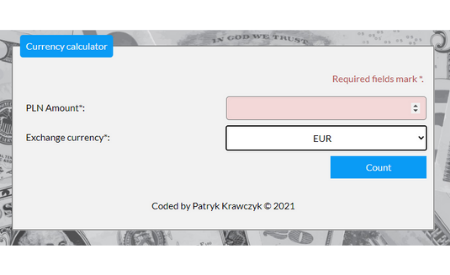 IN GOD WE TRUST
Currency calculator
Required fields mark *.
PLN Amount*:
Exchange currency*:
EUR
Count
Coded by Patryk Krawczyk © 2021